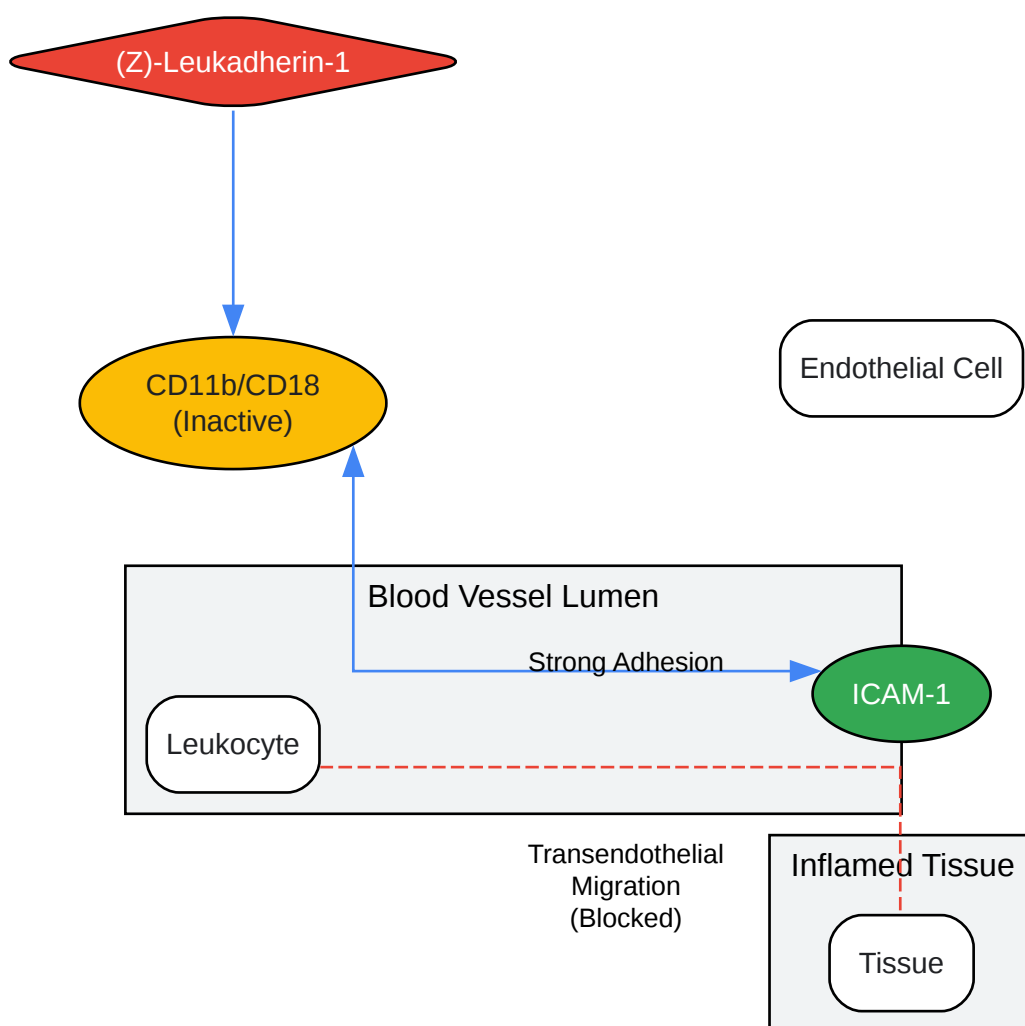 (Z)-Leukadherin-1
CD11b/CD18
(Inactive)
Endothelial Cell
Blood Vessel Lumen
Strong Adhesion
ICAM-1
Leukocyte
Transendothelial
Migration
(Blocked)
Inflamed Tissue
Tissue